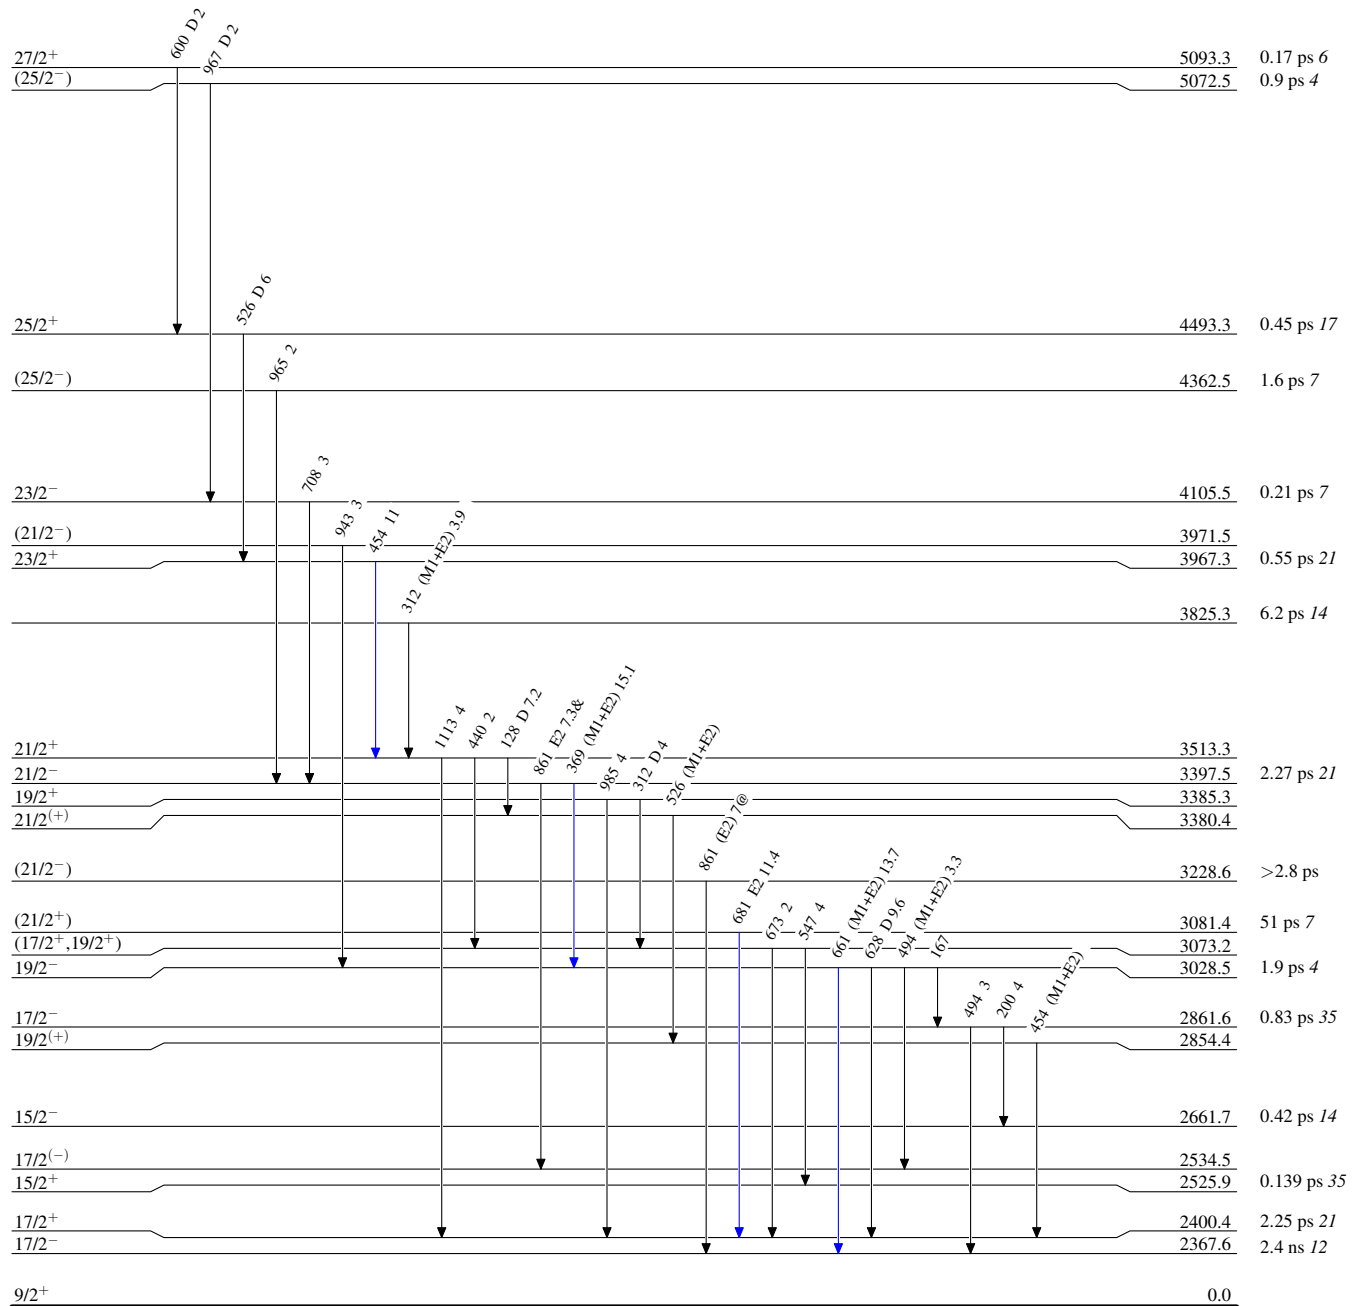 600 D 2
967 D 2
27/2+ 5093.3 0.17 ps 6
(25/2−) 5072.5 0.9 ps 4
526 D 6
25/2+ 4493.3 0.45 ps 17
965 2
(25/2−) 4362.5 1.6 ps 7
708 3
23/2− 4105.5 0.21 ps 7
943 3
454 11
(21/2−) 3971.5
23/2+ 3967.3 0.55 ps 21
312 (M1+E2) 3.9
3825.3 6.2 ps 14
1113 4
440 2
128 D 7.2
861 E2 7.3&
369 (M1+E2) 15.1
985 4
312 D 4
526 (M1+E2)
21/2+ 3513.3
21/2− 3397.5 2.27 ps 21
19/2+ 3385.3
21/2(+) 3380.4
861 (E2) 7@
(21/2−) 3228.6 >2.8 ps
681 E2 11.4
673 2
547 4
661 (M1+E2) 13.7
628 D 9.6
494 (M1+E2) 3.3
167
(21/2+) 3081.4 51 ps 7
(17/2+,19/2+) 3073.2
19/2− 3028.5 1.9 ps 4
494 3
200 4
454 (M1+E2)
17/2− 2861.6 0.83 ps 35
19/2(+) 2854.4
15/2− 2661.7 0.42 ps 14
17/2(−) 2534.5
15/2+ 2525.9 0.139 ps 35
17/2+ 2400.4 2.25 ps 21
17/2− 2367.6 2.4 ns 12
9/2+ 0.0